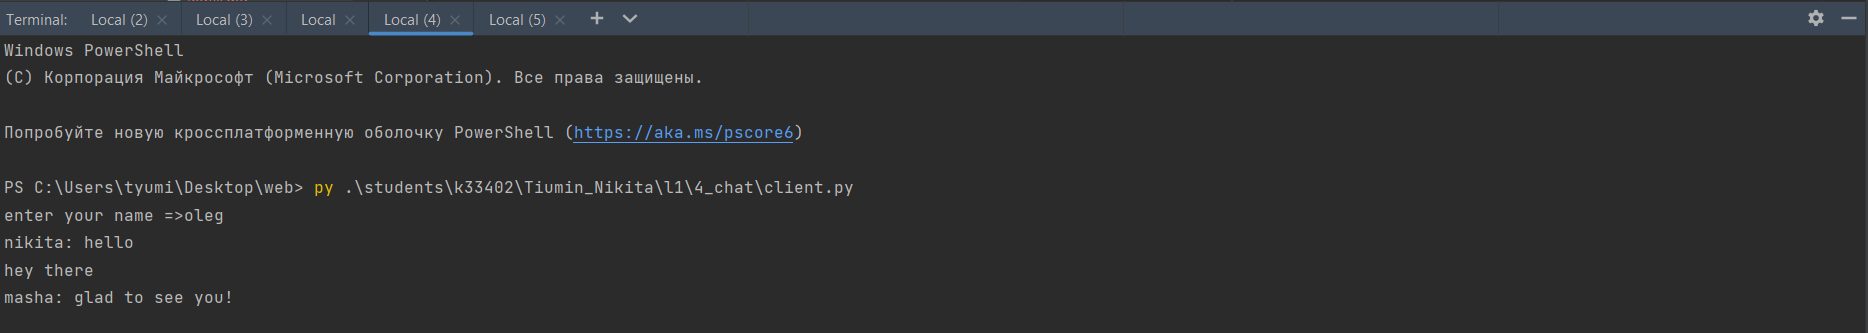 Terminal: Local (2) Local (3) Local Local (4) Local (5)
Windows PowerShell
(C) Корпорация Майкрософт (Microsoft Corporation). Все права защищены.
Попробуйте новую кроссплатформенную оболочку PowerShell (https://aka.ms/pscore6)
PS C:\Users\tyumi\Desktop\web> py .\students\k33402\Tiumin_Nikita\l1\4_chat\client.py
enter your name =>oleg
nikita: hello
hey there
masha: glad to see you!